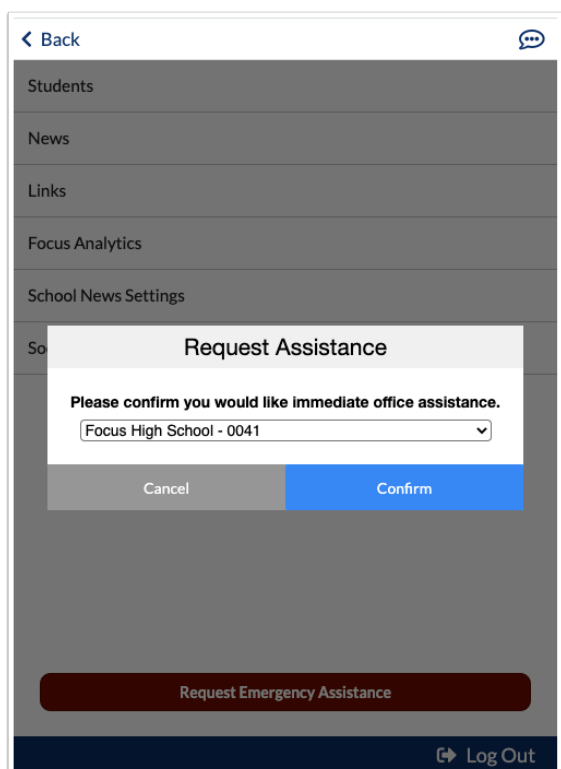 Back
Students
News
Links
Focus Analytics
School News Settings
So
Request Assistance
Please confirm you would like immediate office assistance.
Focus High School - 0041
Cancel Confirm
Request Emergency Assistance
Log Out